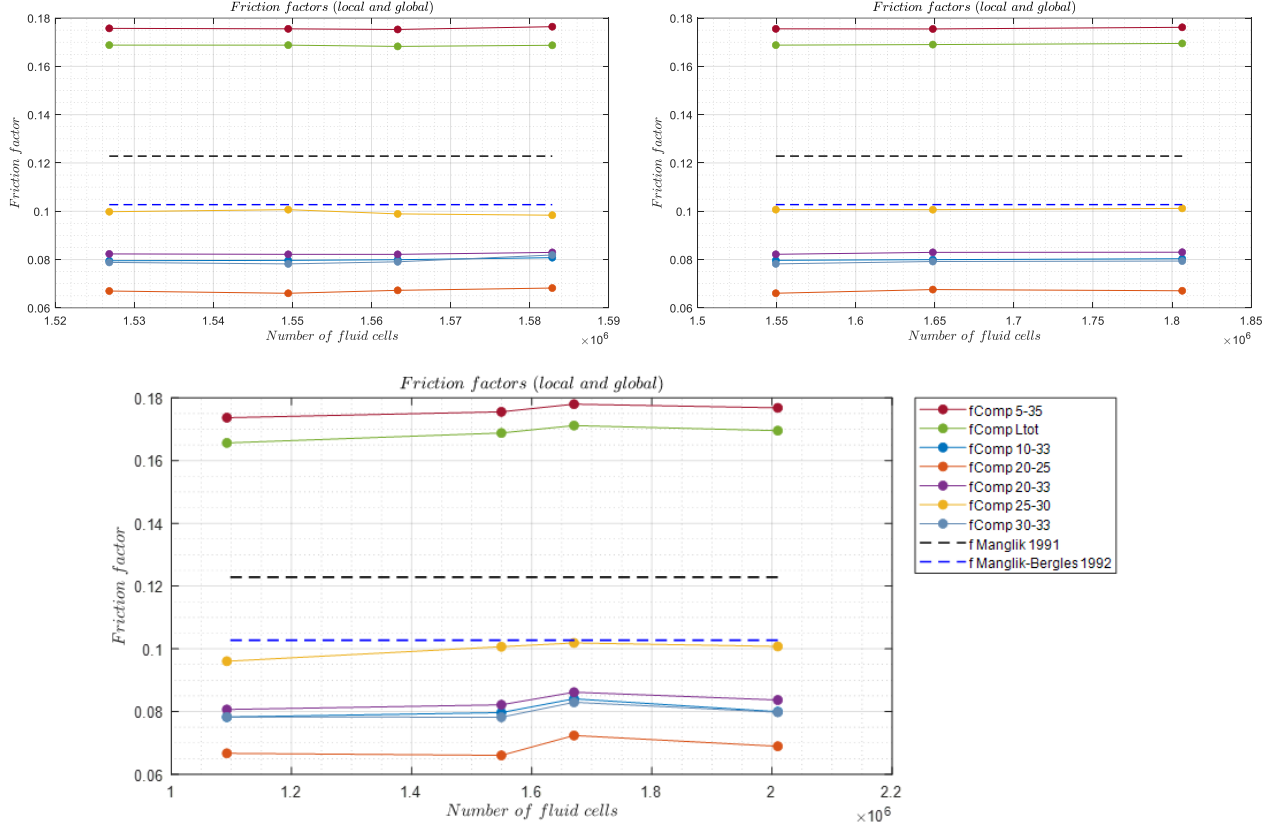 Friction factors (local and global)
Friction factor
0.18
0.16
0.14
0.12
0.1
0.08
0.06
1.52
1.53
1.54
1.55
1.56
1.57
1.58
1.59
Number of fluid cells
×10^6
Friction factors (local and global)
Friction factor
0.18
0.16
0.14
0.12
0.1
0.08
0.06
1.5
1.55
1.6
1.65
1.7
1.75
1.8
1.85
Number of fluid cells
×10^6
Friction factors (local and global)
Friction factor
0.18
0.16
0.14
0.12
0.1
0.08
0.06
1
1.2
1.4
1.6
1.8
2
2.2
Number of fluid cells
×10^6
fComp 5-35
fComp Ltot
fComp 10-33
fComp 20-25
fComp 20-33
fComp 25-30
fComp 30-33
f Manglik 1991
f Manglik-Bergles 1992